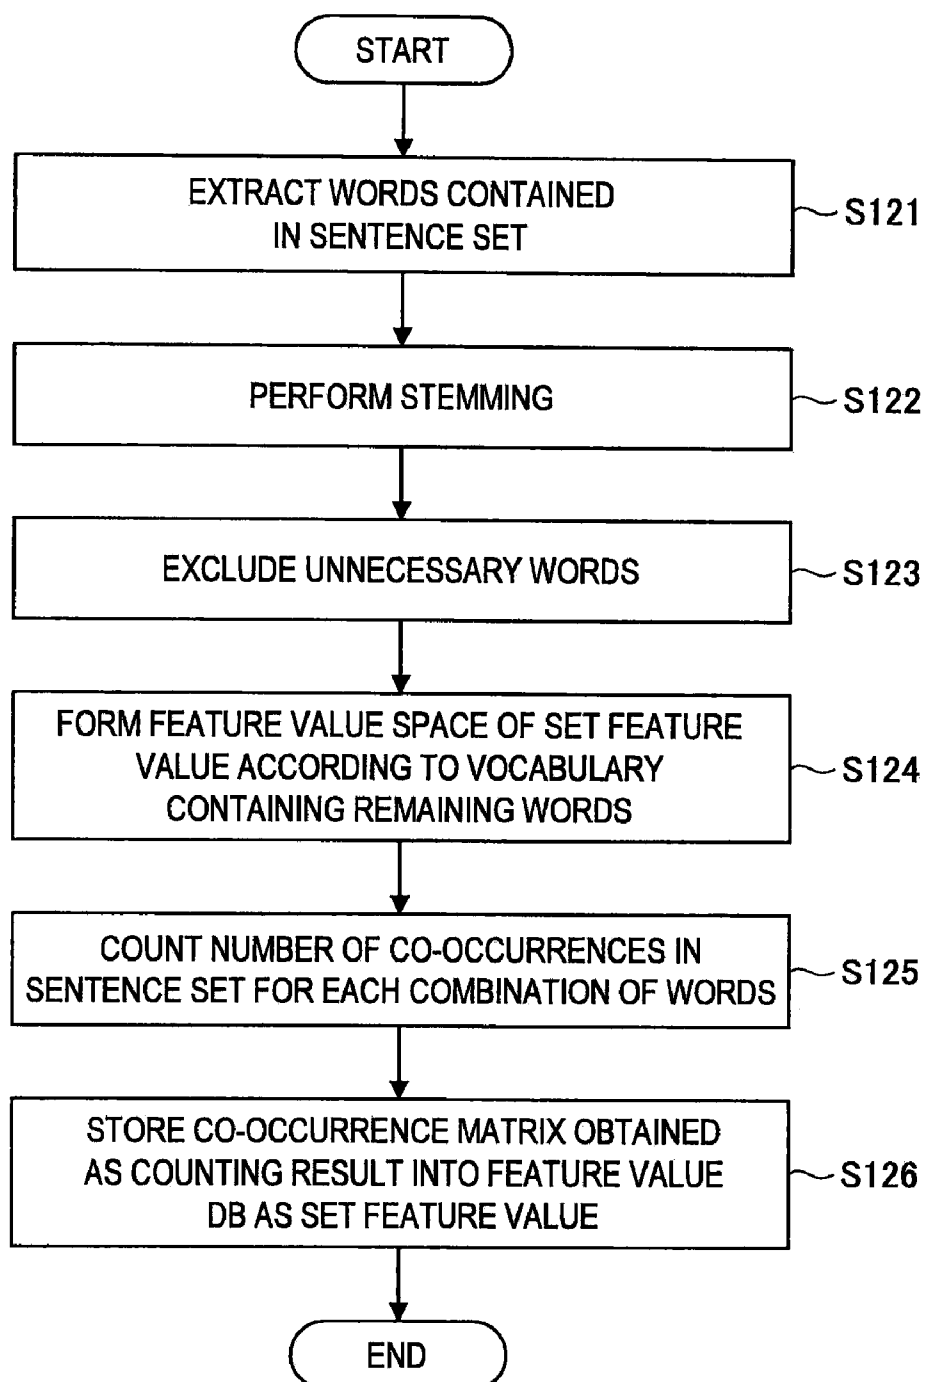 START
EXTRACT WORDS CONTAINED
IN SENTENCE SET
S121
PERFORM STEMMING
S122
EXCLUDE UNNECESSARY WORDS
S123
FORM FEATURE VALUE SPACE OF SET FEATURE
VALUE ACCORDING TO VOCABULARY
CONTAINING REMAINING WORDS
S124
COUNT NUMBER OF CO-OCCURRENCES IN
SENTENCE SET FOR EACH COMBINATION OF WORDS
S125
STORE CO-OCCURRENCE MATRIX OBTAINED
AS COUNTING RESULT INTO FEATURE VALUE
DB AS SET FEATURE VALUE
S126
END